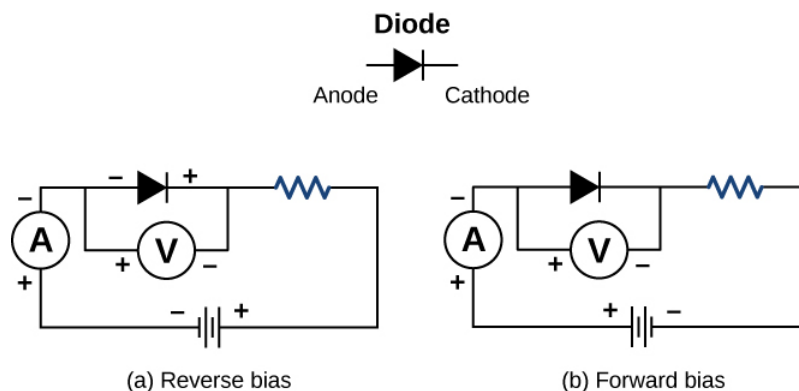 Diode
Anode Cathode
– +
–
A
+
+ V –
– +
(a) Reverse bias
–
A
+
+ V –
+ –
(b) Forward bias